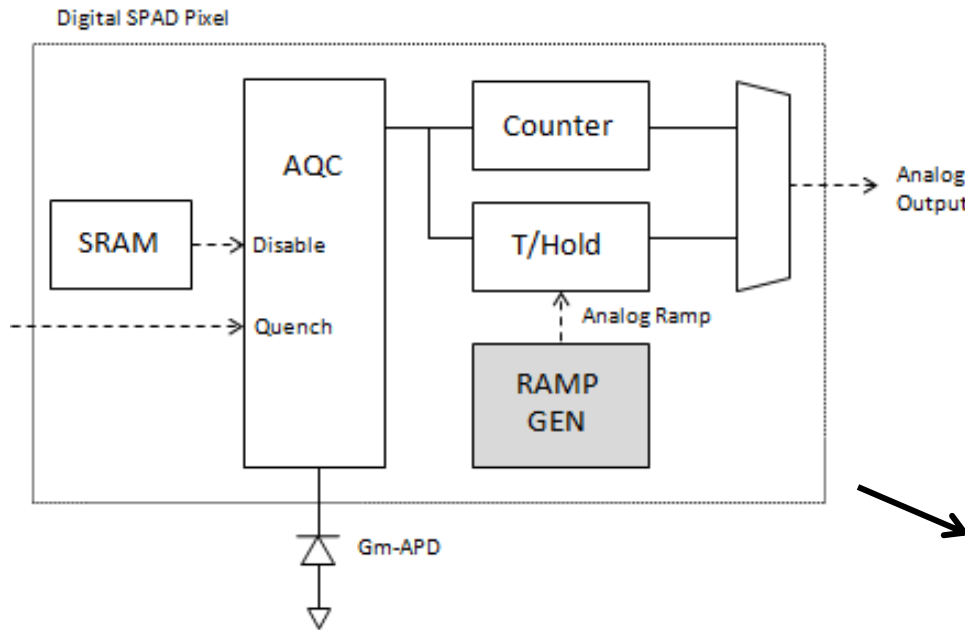 Digital SPAD Pixel
AQC
Counter
SRAM
Disable
T/Hold
Analog
Output
Quench
Analog Ramp
RAMP
GEN
Gm-APD